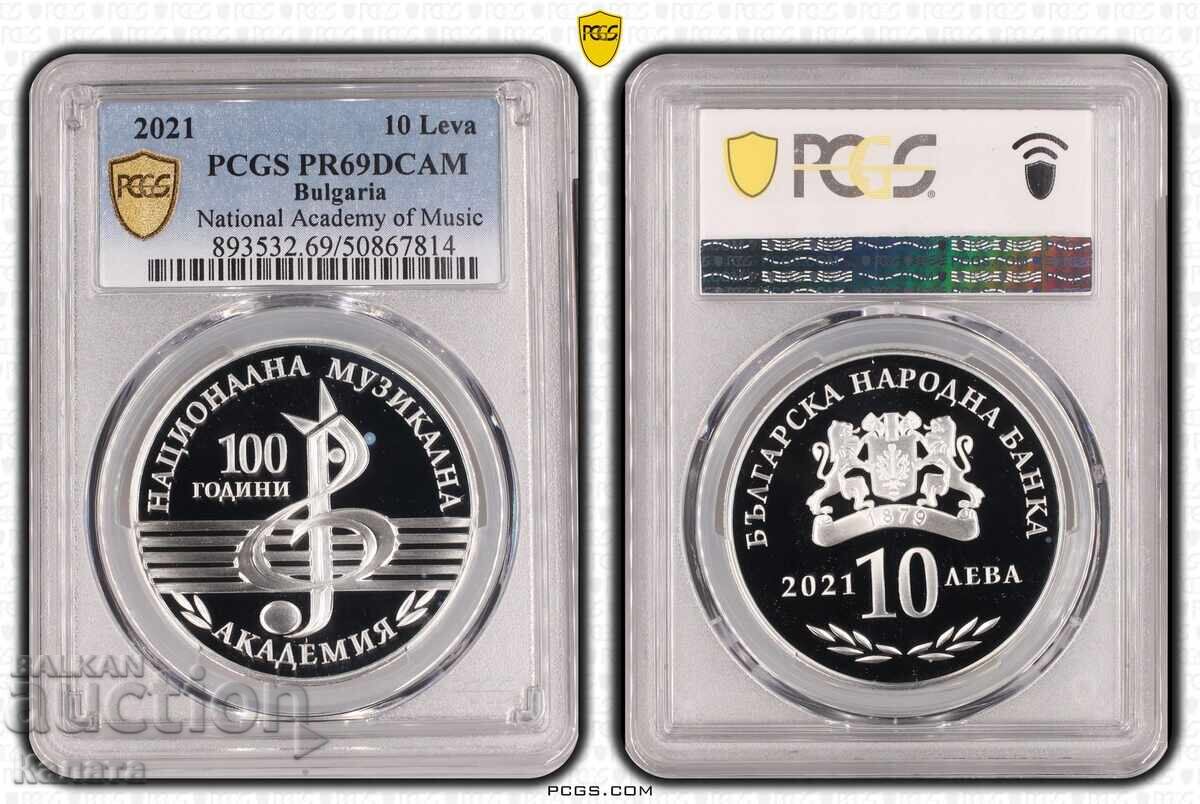 PCGS
2021 10 Leva
PCGS PR69DCAM
PCGS
Bulgaria
National Academy of Music
893532.69/50867814
НАЦИОНАЛНА МУЗИКАЛНА
100
ГОДИНИ
АКАДЕМИЯ
PCGS®
БЪЛГАРСКА НАРОДНА БАНКА
1879
2021 10 ЛЕВА
BALKAN
auction
Калата
PCGS.COM